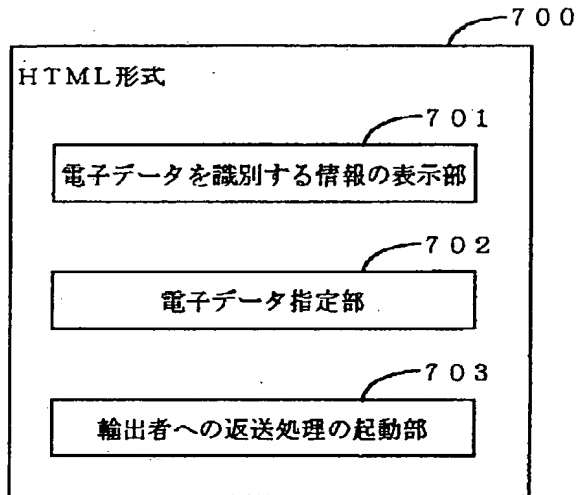 ７００
ＨＴＭＬ形式
７０１
電子データを識別する情報の表示部
７０２
電子データ指定部
７０３
輸出者への返送処理の起動部